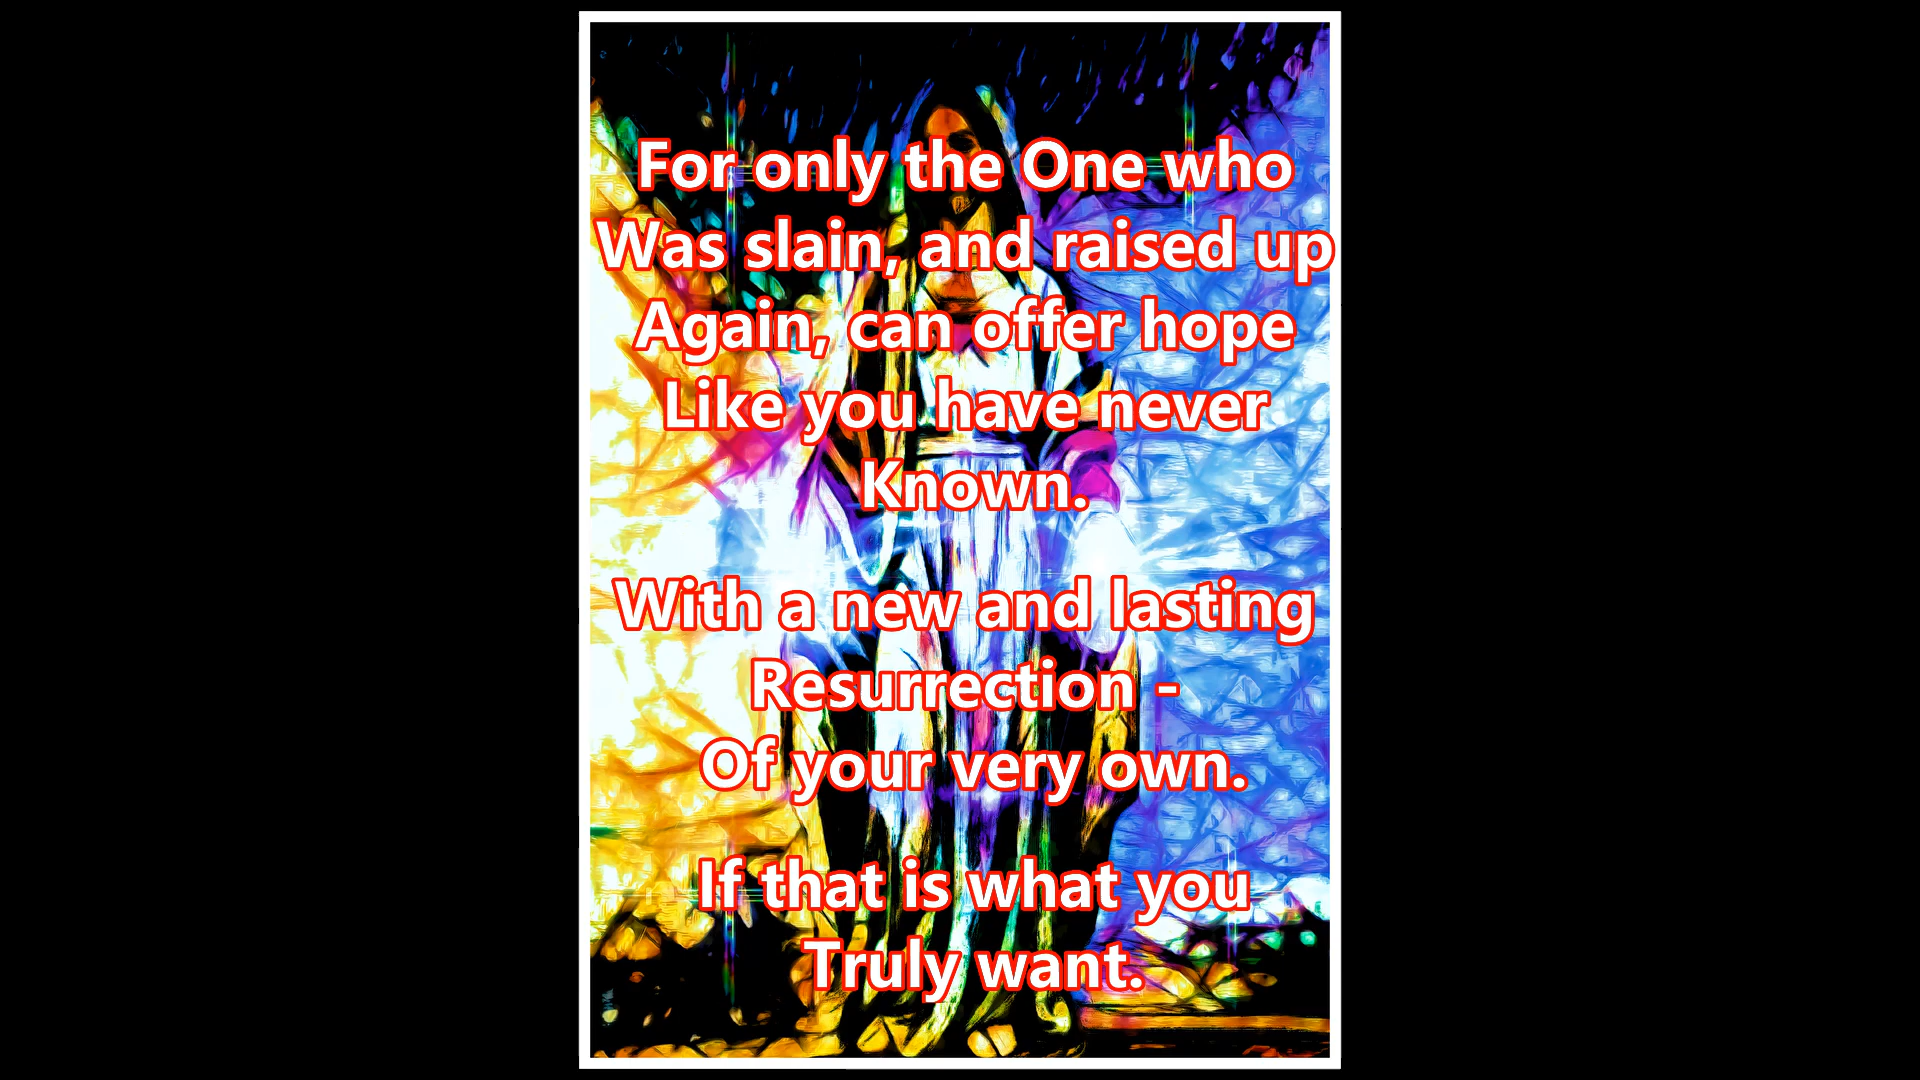 For only the One who
Was slain, and raised up
Again, can offer hope
Like you have never
Known.
With a new and lasting
Resurrection -
Of your very own.
If that is what you
Truly want.